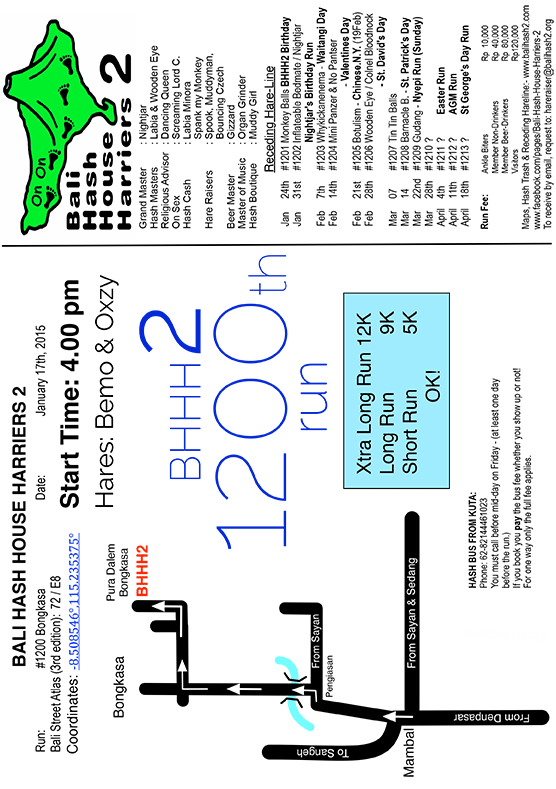 BALI HASH HOUSE HARRIERS 2
Run: #1200 Bongkasa Date: January 17th, 2015
Bali Street Atlas (3rd edition): 72 / E8
Coordinates: -8.508546°,115.235375°
Start Time: 4.00 pm
Hares: Bemo & Oxzy
BHHH2
1200th
run
Xtra Long Run 12K
Long Run 9K
Short Run 5K
OK!
Pura Dalem
Bongkasa
BHHH2
Bongkasa
From Sayan
Pengiasan
From Sayan & Sedang
To Sangeh
Mambal
From Denpasar
HASH BUS FROM KUTA:
Phone: 62-82144461023
You must call before mid-day on Friday - (at least one day
before the run.)
If you book you pay the bus fee whether you show up or not!
For one way only the full fee applies.
On On
Bali
Hash
House
Harriers 2
Grand Master : Nightjar
Hash Masters : Labia & Wooden Eye
Religious Advisor : Dancing Queen
On Sex : Screaming Lord C.
Hash Cash : Labia Minora
: Spank my Monkey
Hare Raisers : Spook, Muddyman,
Bouncing Czech
Beer Master : Gizzard
Master of Music : Organ Grinder
Hash Boutique : Muddy Girl
Receding Hare-Line
Jan 24th #1201 Monkey Balls BHHH2 Birthday
Jan 31st #1202 Inflateable Bedmate / Nightjar
Nightjar's Birthday Run
Feb 7th #1203 Whykickanenema - Waitangi Day
Feb 14th #1204 Mini Panzer & No Pantiser
- Valentines Day
Feb 21st #1205 Botulism - Chinese.N.Y. (19Feb)
Feb 28th #1206 Wooden Eye / Colnel Bloodnock
- St. David's Day
Mar 07 #1207 Tin Tin Balls
Mar 14 #1208 Barnacle B. - St. Patrick's Day
Mar 22nd #1209 Gudang - Nyepi Run (Sunday)
Mar 28th #1210 ?
April 4th #1211 ? Easter Run
April 11th #1212 ? AGM Run
April 18th #1213 ? St George's Day Run
Run Fee: Ankle Biters Rp 10,000
Member Non-Drinkers Rp 40,000
Member Beer-Drinkers Rp 80,000
Visitors Rp120,000
Maps, Hash Trash & Receding Hareline:- www.balihash2.com
www.facebook.com/pages/Bali-Hash-House-Harriers-2
To receive by email, request to: hareraiser@balihash2.org